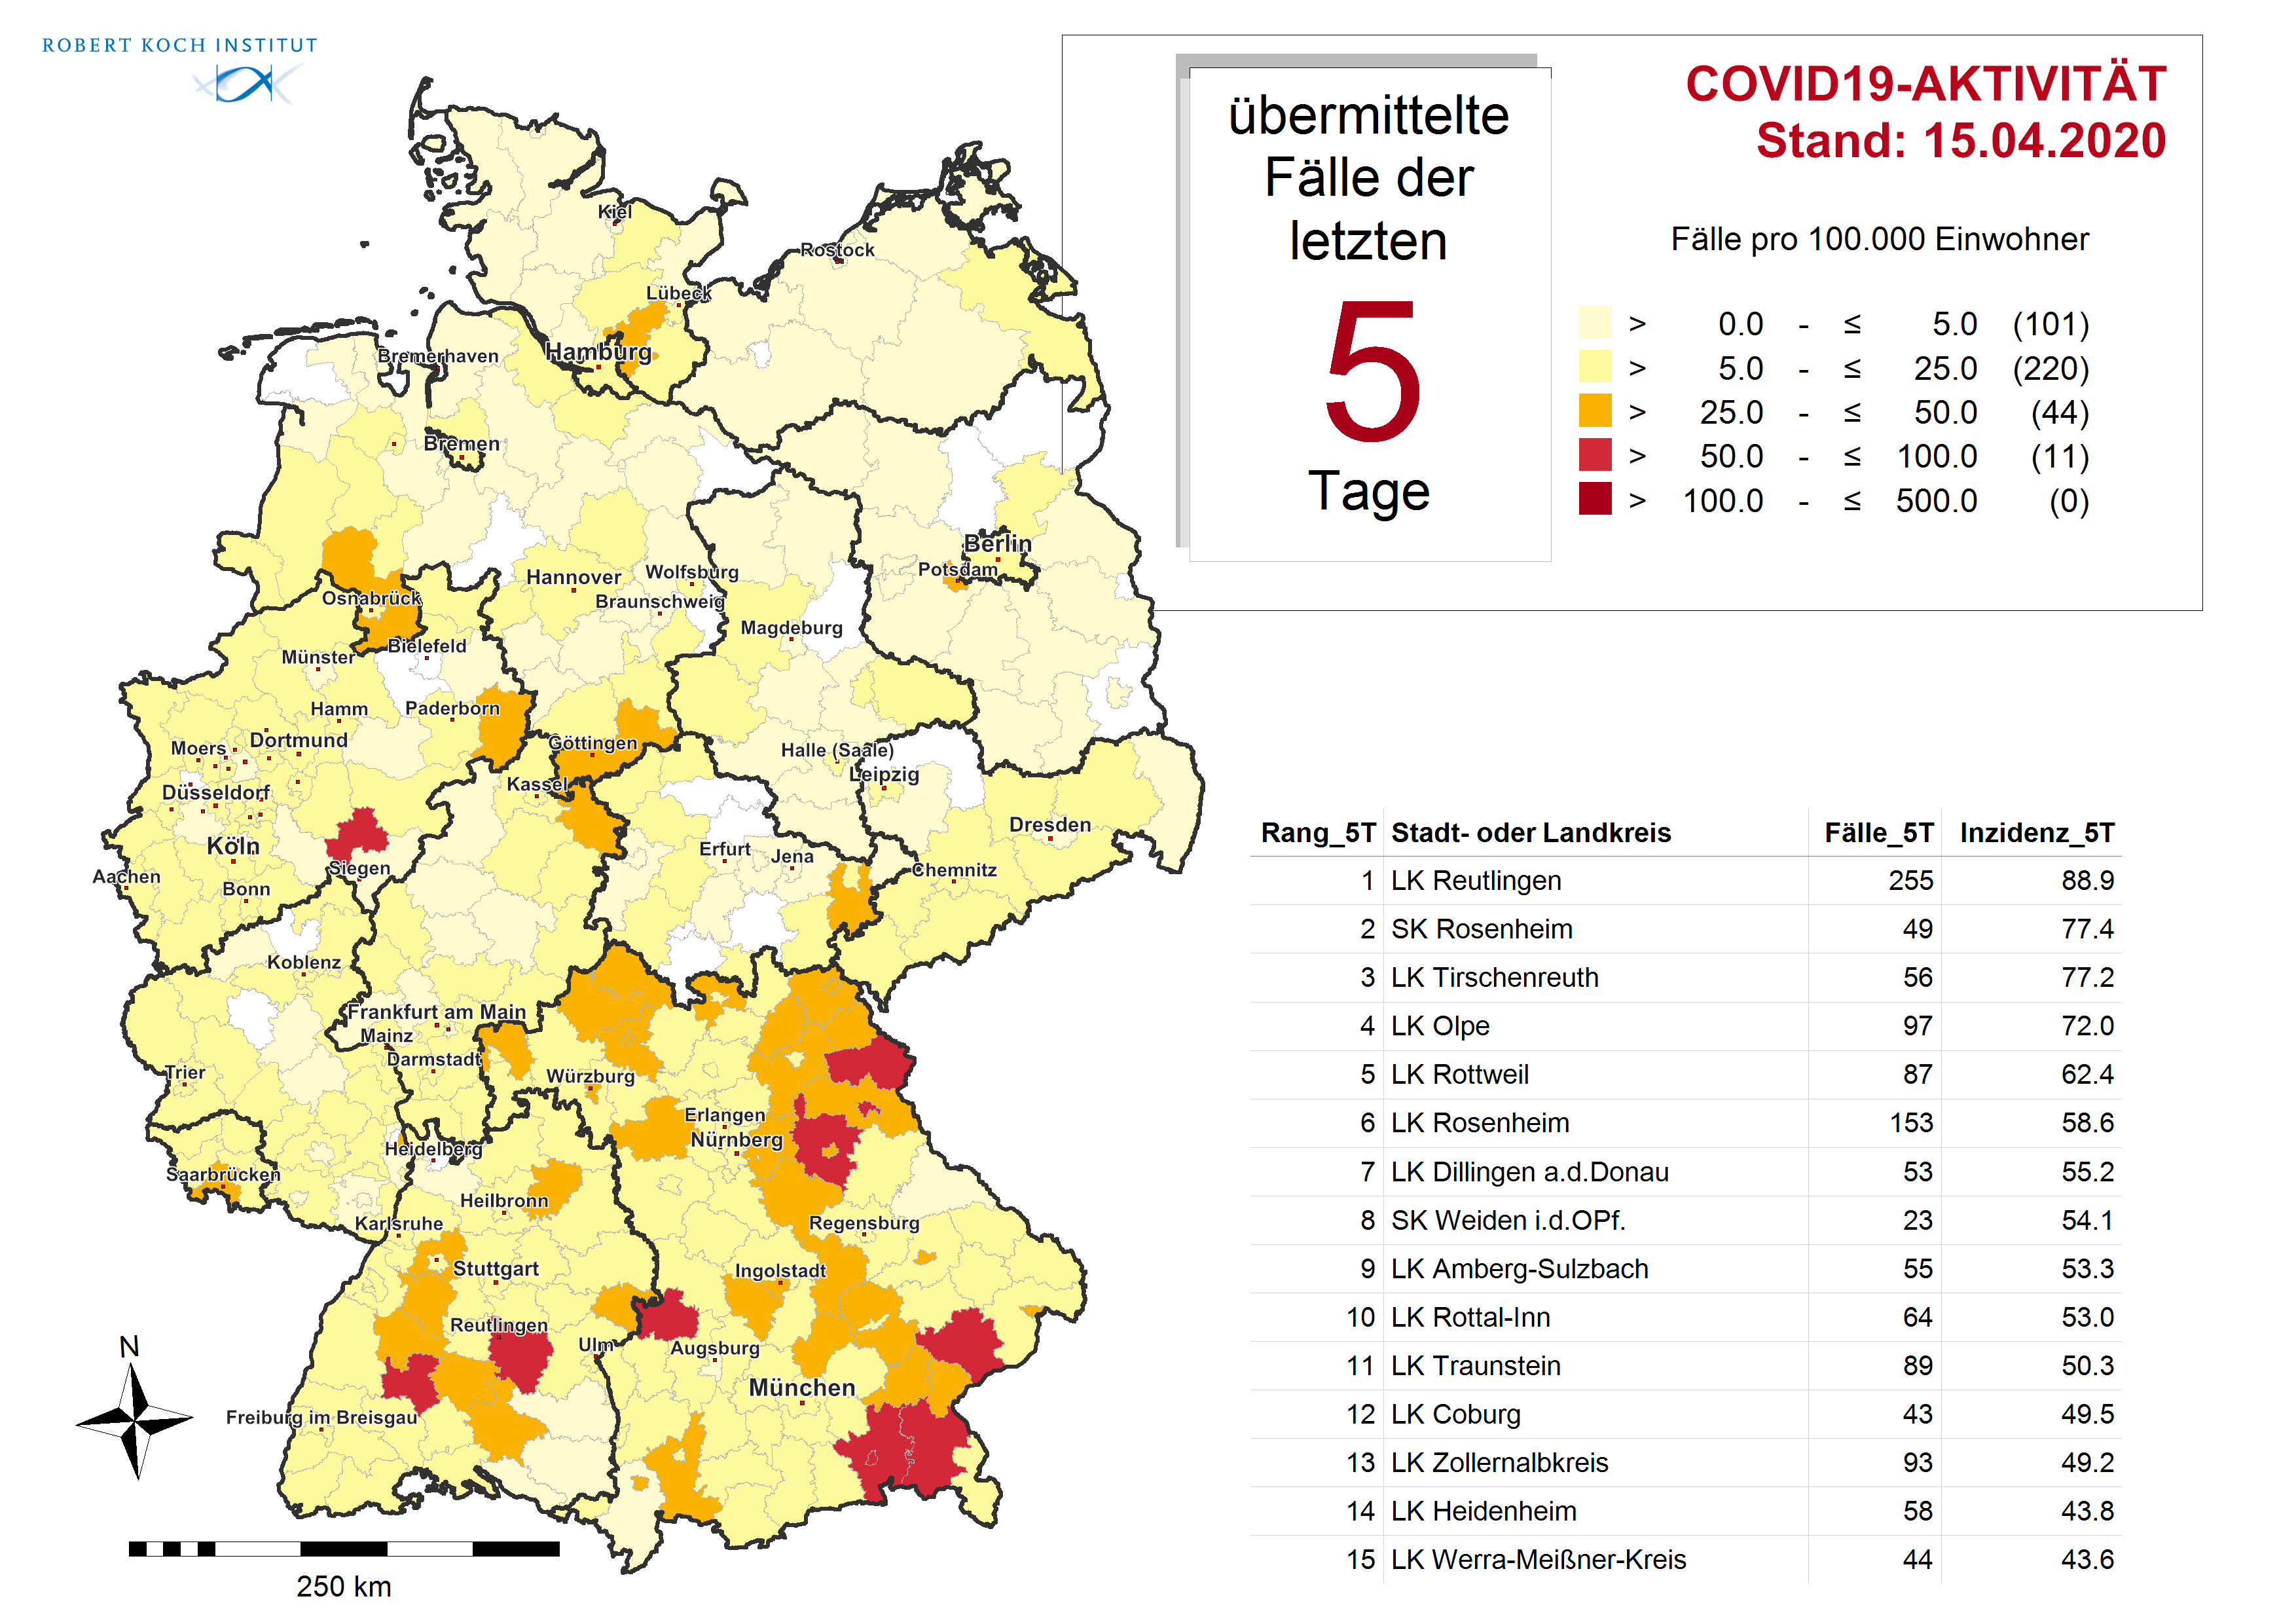 ROBERT KOCH INSTITUT
COVID19-AKTIVITÄT
Stand: 15.04.2020
übermittelte
Fälle der
letzten
5
Tage
Fälle pro 100.000 Einwohner
> 0.0 - ≤ 5.0 (101)
> 5.0 - ≤ 25.0 (220)
> 25.0 - ≤ 50.0 (44)
> 50.0 - ≤ 100.0 (11)
> 100.0 - ≤ 500.0 (0)
Kiel
Rostock
Lübeck
Hamburg
Bremerhaven
Bremen
Berlin
Potsdam
Hannover
Wolfsburg
Braunschweig
Osnabrück
Magdeburg
Bielefeld
Münster
Hamm
Paderborn
Moers
Dortmund
Göttingen
Halle (Saale)
Leipzig
Kassel
Düsseldorf
Dresden
Köln
Erfurt
Jena
Siegen
Chemnitz
Aachen
Bonn
Koblenz
Frankfurt am Main
Mainz
Darmstadt
Trier
Würzburg
Erlangen
Nürnberg
Heidelberg
Saarbrücken
Heilbronn
Karlsruhe
Regensburg
Stuttgart
Ingolstadt
Reutlingen
Ulm
Augsburg
München
Freiburg im Breisgau
N
250 km
Rang_5T Stadt- oder Landkreis Fälle_5T Inzidenz_5T
1 LK Reutlingen 255 88.9
2 SK Rosenheim 49 77.4
3 LK Tirschenreuth 56 77.2
4 LK Olpe 97 72.0
5 LK Rottweil 87 62.4
6 LK Rosenheim 153 58.6
7 LK Dillingen a.d.Donau 53 55.2
8 SK Weiden i.d.OPf. 23 54.1
9 LK Amberg-Sulzbach 55 53.3
10 LK Rottal-Inn 64 53.0
11 LK Traunstein 89 50.3
12 LK Coburg 43 49.5
13 LK Zollernalbkreis 93 49.2
14 LK Heidenheim 58 43.8
15 LK Werra-Meißner-Kreis 44 43.6